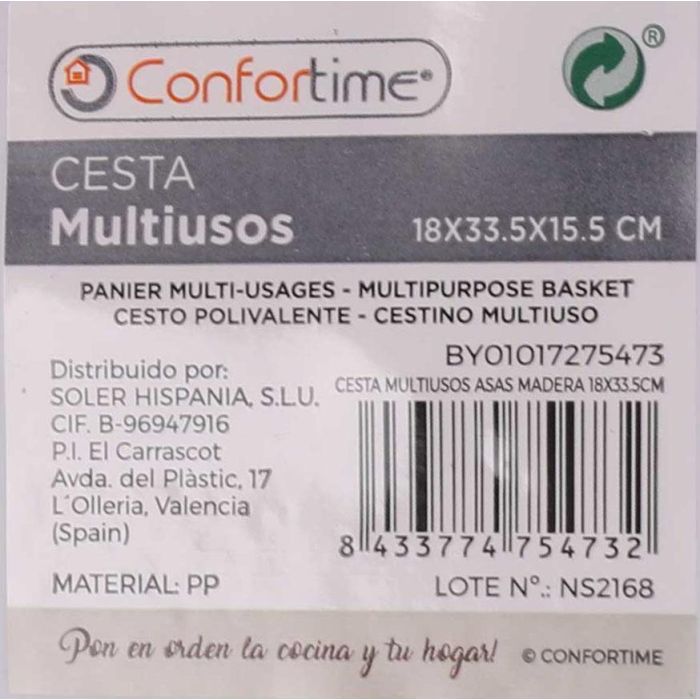 Confortime®
®
CESTA
Multiusos
18X33.5X15.5 CM
PANIER MULTI-USAGES - MULTIPURPOSE BASKET
CESTO POLIVALENTE - CESTINO MULTIUSO
BY01017275473
Distribuido por:
SOLER HISPANIA, S.L.U.
CIF. B-96947916
P.I. El Carrascot
Avda. del Plàstic, 17
L´Olleria, Valencia
(Spain)
CESTA MULTIUSOS ASAS MADERA 18X33.5CM
8 433774 754732
MATERIAL: PP
LOTE Nº.: NS2168
Pon en orden la cocina y tu hogar!
© CONFORTIME